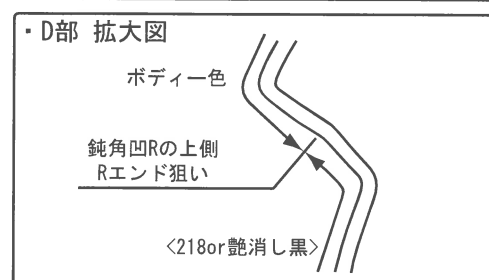 ・D部 拡大図
ボディー色
鈍角凹Rの上側
Rエンド狙い
<218or艶消し黒>